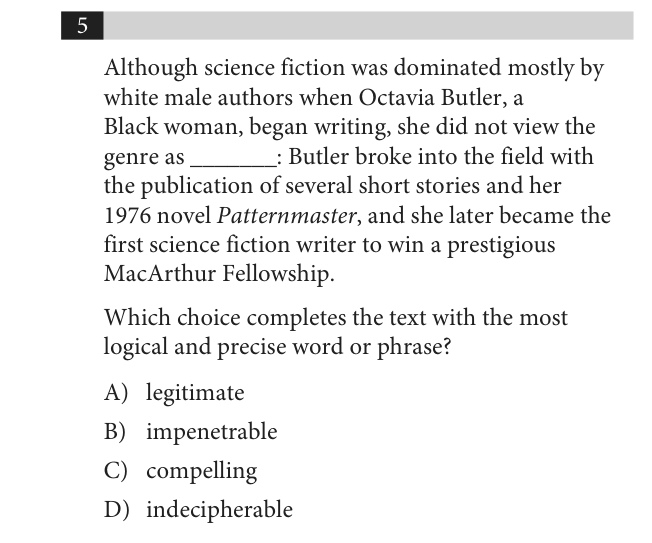 5
Although science fiction was dominated mostly by
white male authors when Octavia Butler, a
Black woman, began writing, she did not view the
genre as _______: Butler broke into the field with
the publication of several short stories and her
1976 novel Patternmaster, and she later became the
first science fiction writer to win a prestigious
MacArthur Fellowship.
Which choice completes the text with the most
logical and precise word or phrase?
A) legitimate
B) impenetrable
C) compelling
D) indecipherable